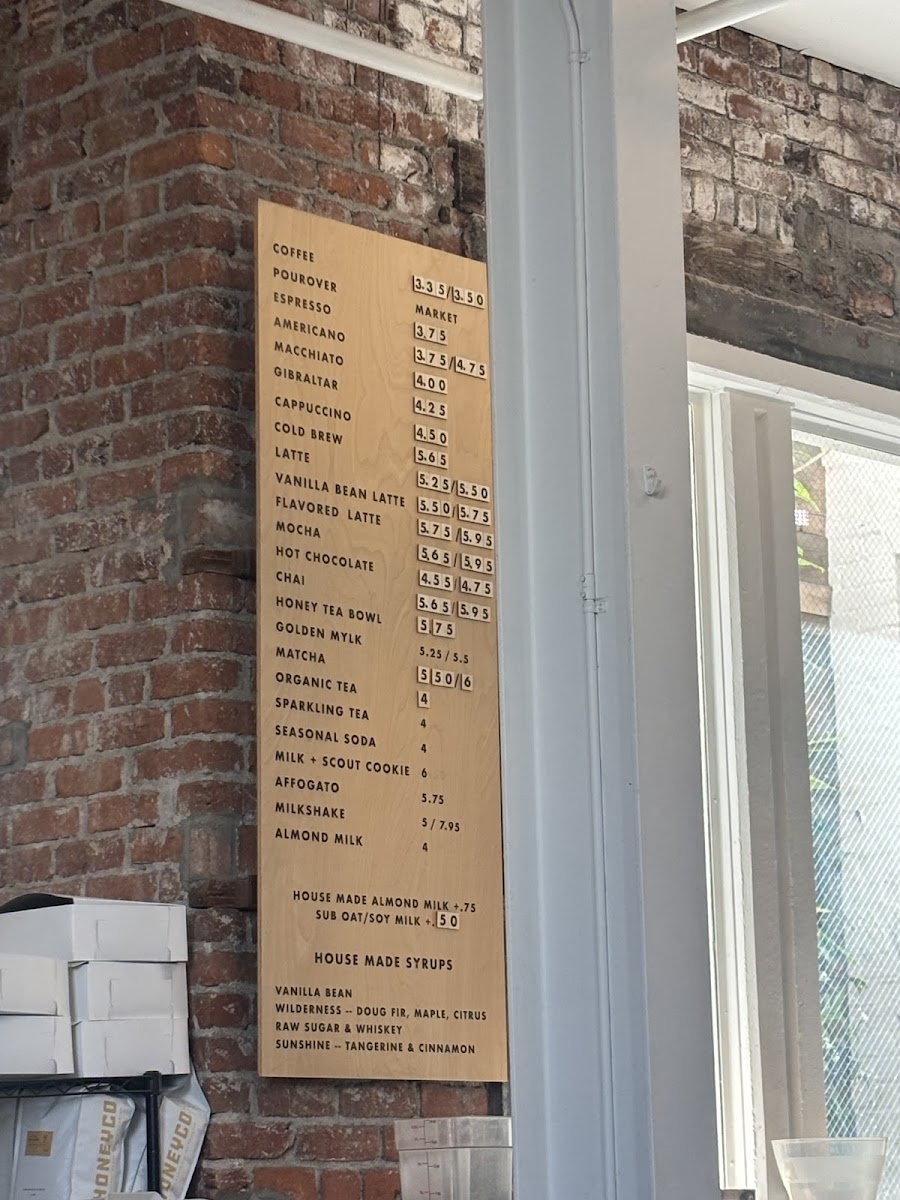 COFFEE 3.35/3.50
POUROVER MARKET
ESPRESSO 3.75
AMERICANO 3.75/4.75
MACCHIATO 4.00
GIBRALTAR 4.25
CAPPUCCINO 4.50
COLD BREW 5.65
LATTE 5.25/5.50
VANILLA BEAN LATTE 5.50/5.75
FLAVORED LATTE 5.75/5.95
MOCHA 5.65/5.95
HOT CHOCOLATE 4.55/4.75
CHAI 5.65/5.95
HONEY TEA BOWL 5 75
GOLDEN MYLK 5.25 / 5.5
MATCHA 5 50/6
ORGANIC TEA 4
SPARKLING TEA 4
SEASONAL SODA 4
MILK + SCOUT COOKIE 6
AFFOGATO 5.75
MILKSHAKE 5 / 7.95
ALMOND MILK 4
HOUSE MADE ALMOND MILK +.75
SUB OAT/SOY MILK +.50
HOUSE MADE SYRUPS
VANILLA BEAN
WILDERNESS -- DOUG FIR, MAPLE, CITRUS
RAW SUGAR & WHISKEY
SUNSHINE -- TANGERINE & CINNAMON
HONEYCO
ONEYCO